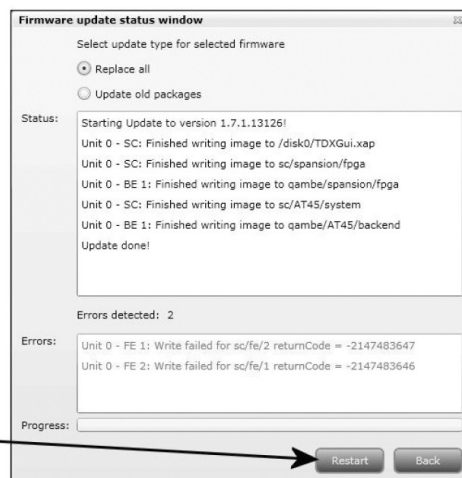 Firmware update status window
Select update type for selected firmware
Replace all
Update old packages
Status:
Starting Update to version 1.7.1.13126!
Unit 0 - SC: Finished writing image to /disk0/TDXGui.xap
Unit 0 - SC: Finished writing image to sc/spansion/fpga
Unit 0 - BE 1: Finished writing image to qambe/spansion/fpga
Unit 0 - SC: Finished writing image to sc/AT45/system
Unit 0 - BE 1: Finished writing image to qambe/AT45/backend
Update done!
Errors detected: 2
Errors:
Unit 0 - FE 1: Write failed for sc/fe/2 returnCode = -2147483647
Unit 0 - FE 2: Write failed for sc/fe/1 returnCode = -2147483646
Progress:
Restart
Back